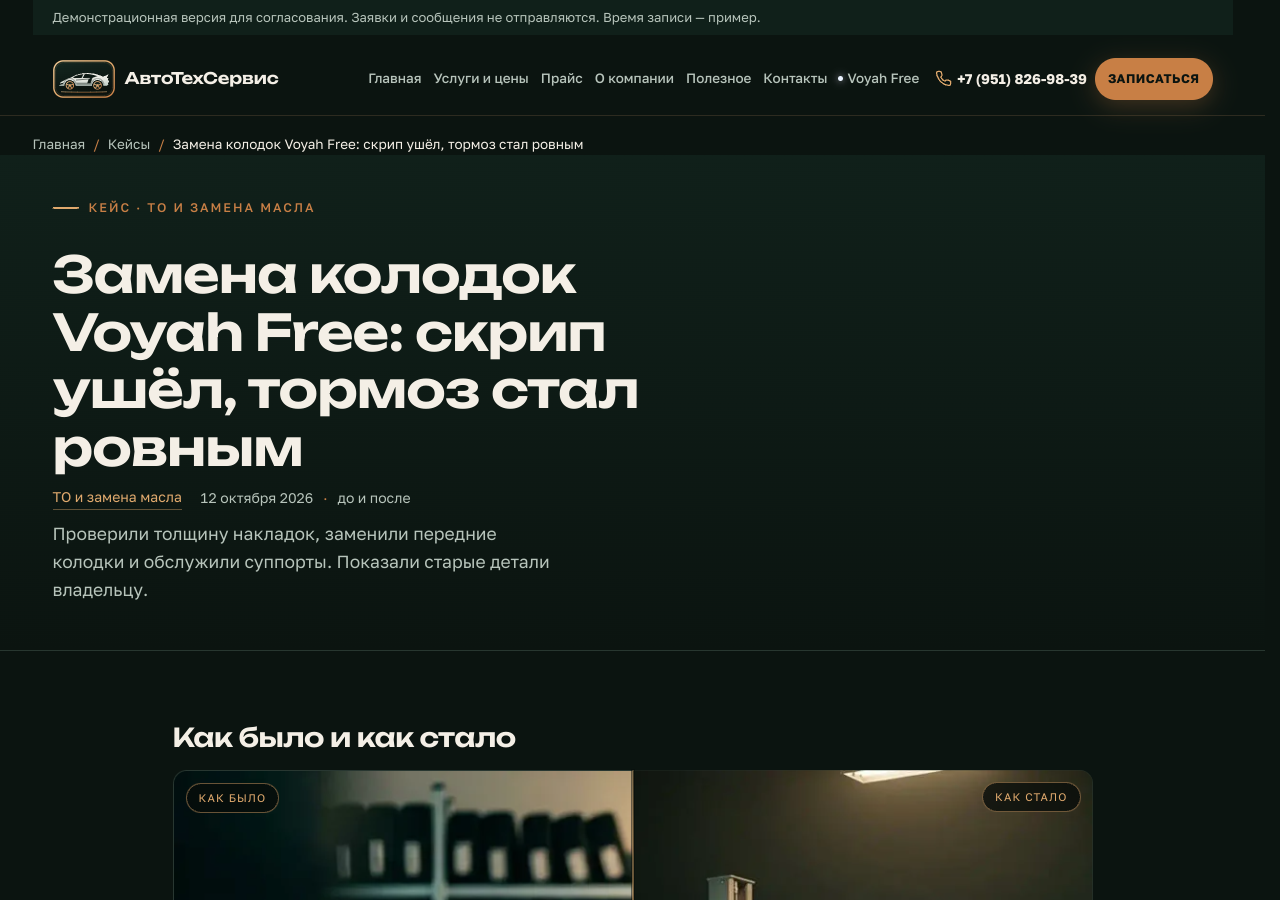 Демонстрационная версия для согласования. Заявки и сообщения не отправляются. Время записи — пример.
АвтоТехСервис
Главная Услуги и цены Прайс О компании Полезное Контакты Voyah Free +7 (951) 826-98-39 ЗАПИСАТЬСЯ
Главная / Кейсы / Замена колодок Voyah Free: скрип ушёл, тормоз стал ровным
КЕЙС · ТО И ЗАМЕНА МАСЛА
Замена колодок
Voyah Free: скрип
ушёл, тормоз стал
ровным
ТО и замена масла 12 октября 2026 · до и после
Проверили толщину накладок, заменили передние
колодки и обслужили суппорты. Показали старые детали
владельцу.
Как было и как стало
КАК БЫЛО
КАК СТАЛО